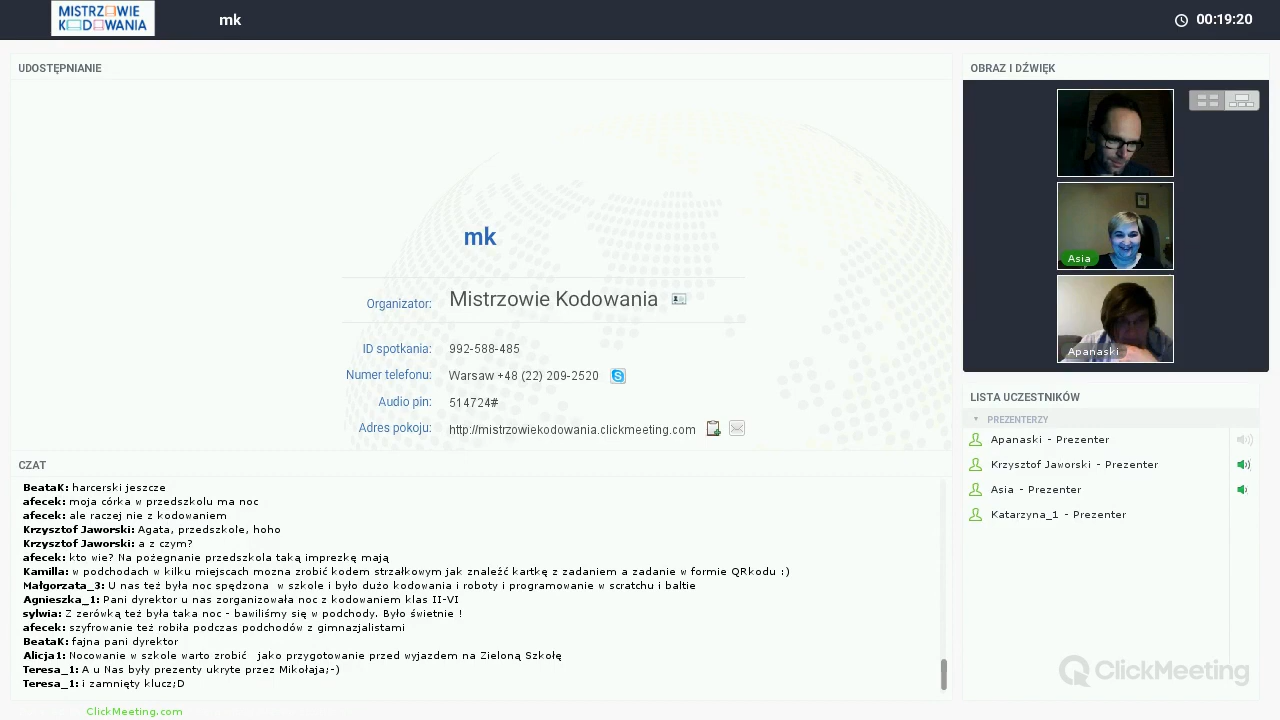 MISTRZOWIE
KODOWANIA
mk
00:19:20
UDOSTĘPNIANIE
mk
Organizator: Mistrzowie Kodowania
ID spotkania: 992-588-485
Numer telefonu: Warsaw +48 (22) 209-2520
Audio pin: 514724#
Adres pokoju: http://mistrzowiekodowania.clickmeeting.com
CZAT
BeataK: harcerski jeszcze
afecek: moja córka w przedszkolu ma noc
afecek: ale raczej nie z kodowaniem
Krzysztof Jaworski: Agata, przedszkole, hoho
Krzysztof Jaworski: a z czym?
afecek: kto wie? Na pożegnanie przedszkola taką imprezkę mają
Kamilla: w podchodach w kilku miejscach mozna zrobić kodem strzałkowym jak znaleźć kartkę z zadaniem a zadanie w formie QRkodu :)
Małgorzata_3: U nas też była noc spędzona w szkole i było dużo kodowania i roboty i programowanie w scratchu i baltie
Agnieszka_1: Pani dyrektor u nas zorganizowała noc z kodowaniem klas II-VI
sylwia: Z zerówką też była taka noc - bawiliśmy się w podchody. Było świetnie !
afecek: szyfrowanie też robiła podczas podchodów z gimnazjalistami
BeataK: fajna pani dyrektor
Alicja1: Nocowanie w szkole warto zrobić jako przygotowanie przed wyjazdem na Zieloną Szkołę
Teresa_1: A u Nas były prezenty ukryte przez Mikołaja;-)
Teresa_1: i zamnięty klucz;D
ClickMeeting.com
OBRAZ I DŹWIĘK
Asia
Apanaski
LISTA UCZESTNIKÓW
PREZENTERZY
Apanaski - Prezenter
Krzysztof Jaworski - Prezenter
Asia - Prezenter
Katarzyna_1 - Prezenter
ClickMeeting